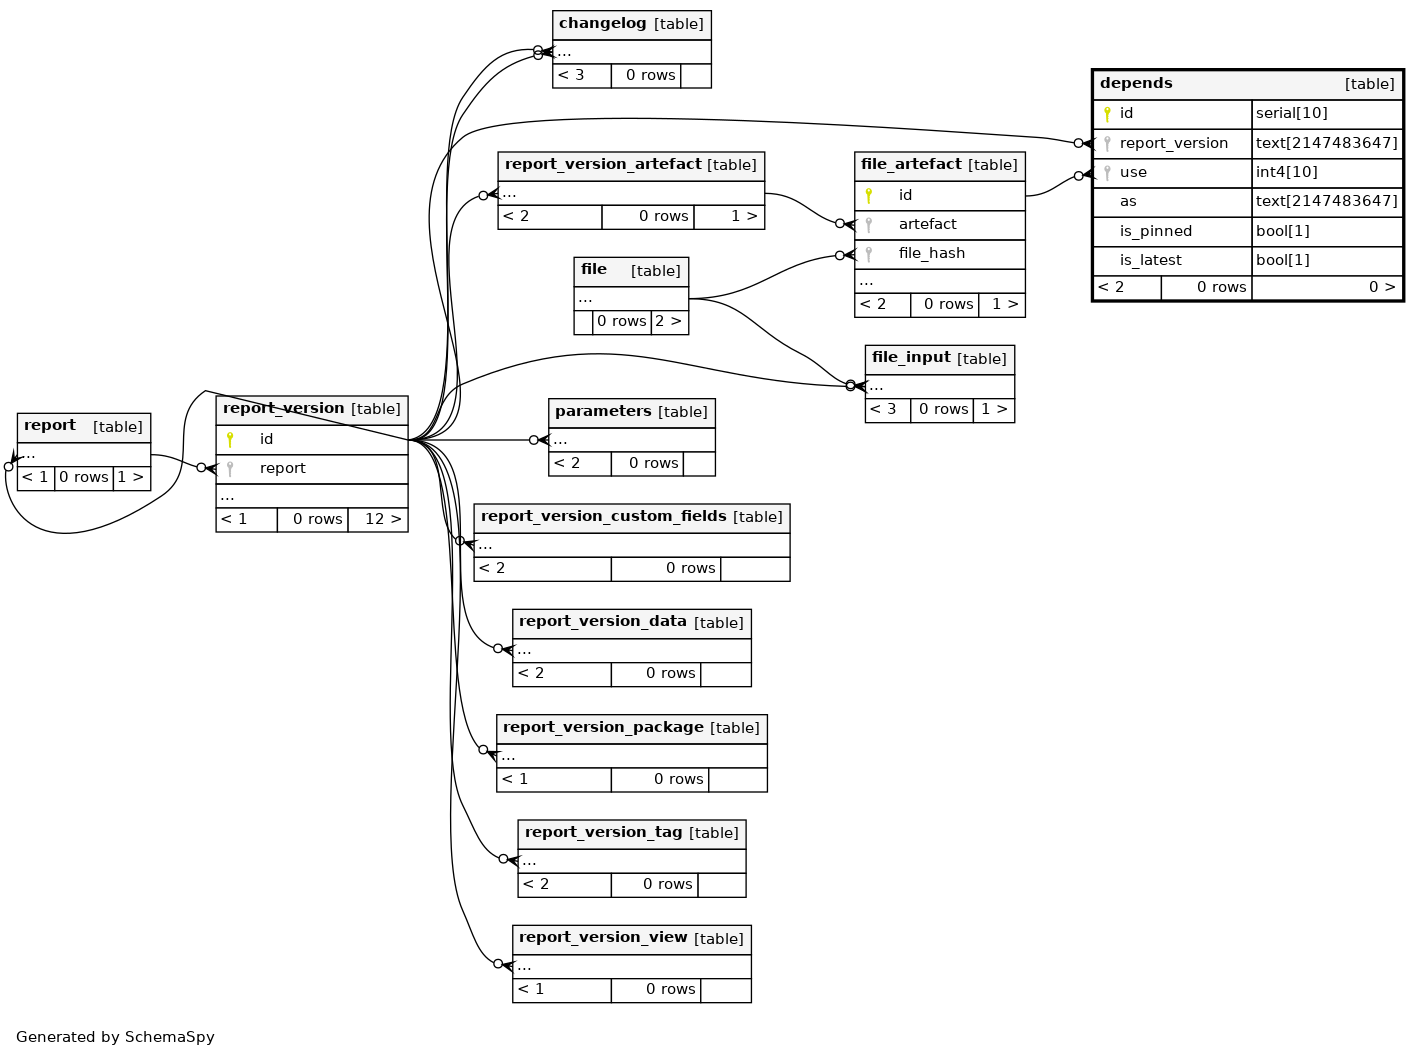 changelog [table]
...
< 3 0 rows
depends [table]
id serial[10]
report_version text[2147483647]
use int4[10]
as text[2147483647]
is_pinned bool[1]
is_latest bool[1]
< 2 0 rows 0 >
report_version_artefact [table]
...
< 2 0 rows 1 >
file_artefact [table]
id
artefact
file_hash
...
< 2 0 rows 1 >
file [table]
...
0 rows 2 >
file_input [table]
...
< 3 0 rows 1 >
report [table]
...
< 1 0 rows 1 >
report_version [table]
id
report
...
< 1 0 rows 12 >
parameters [table]
...
< 2 0 rows
report_version_custom_fields [table]
...
< 2 0 rows
report_version_data [table]
...
< 2 0 rows
report_version_package [table]
...
< 1 0 rows
report_version_tag [table]
...
< 2 0 rows
report_version_view [table]
...
< 1 0 rows
Generated by SchemaSpy